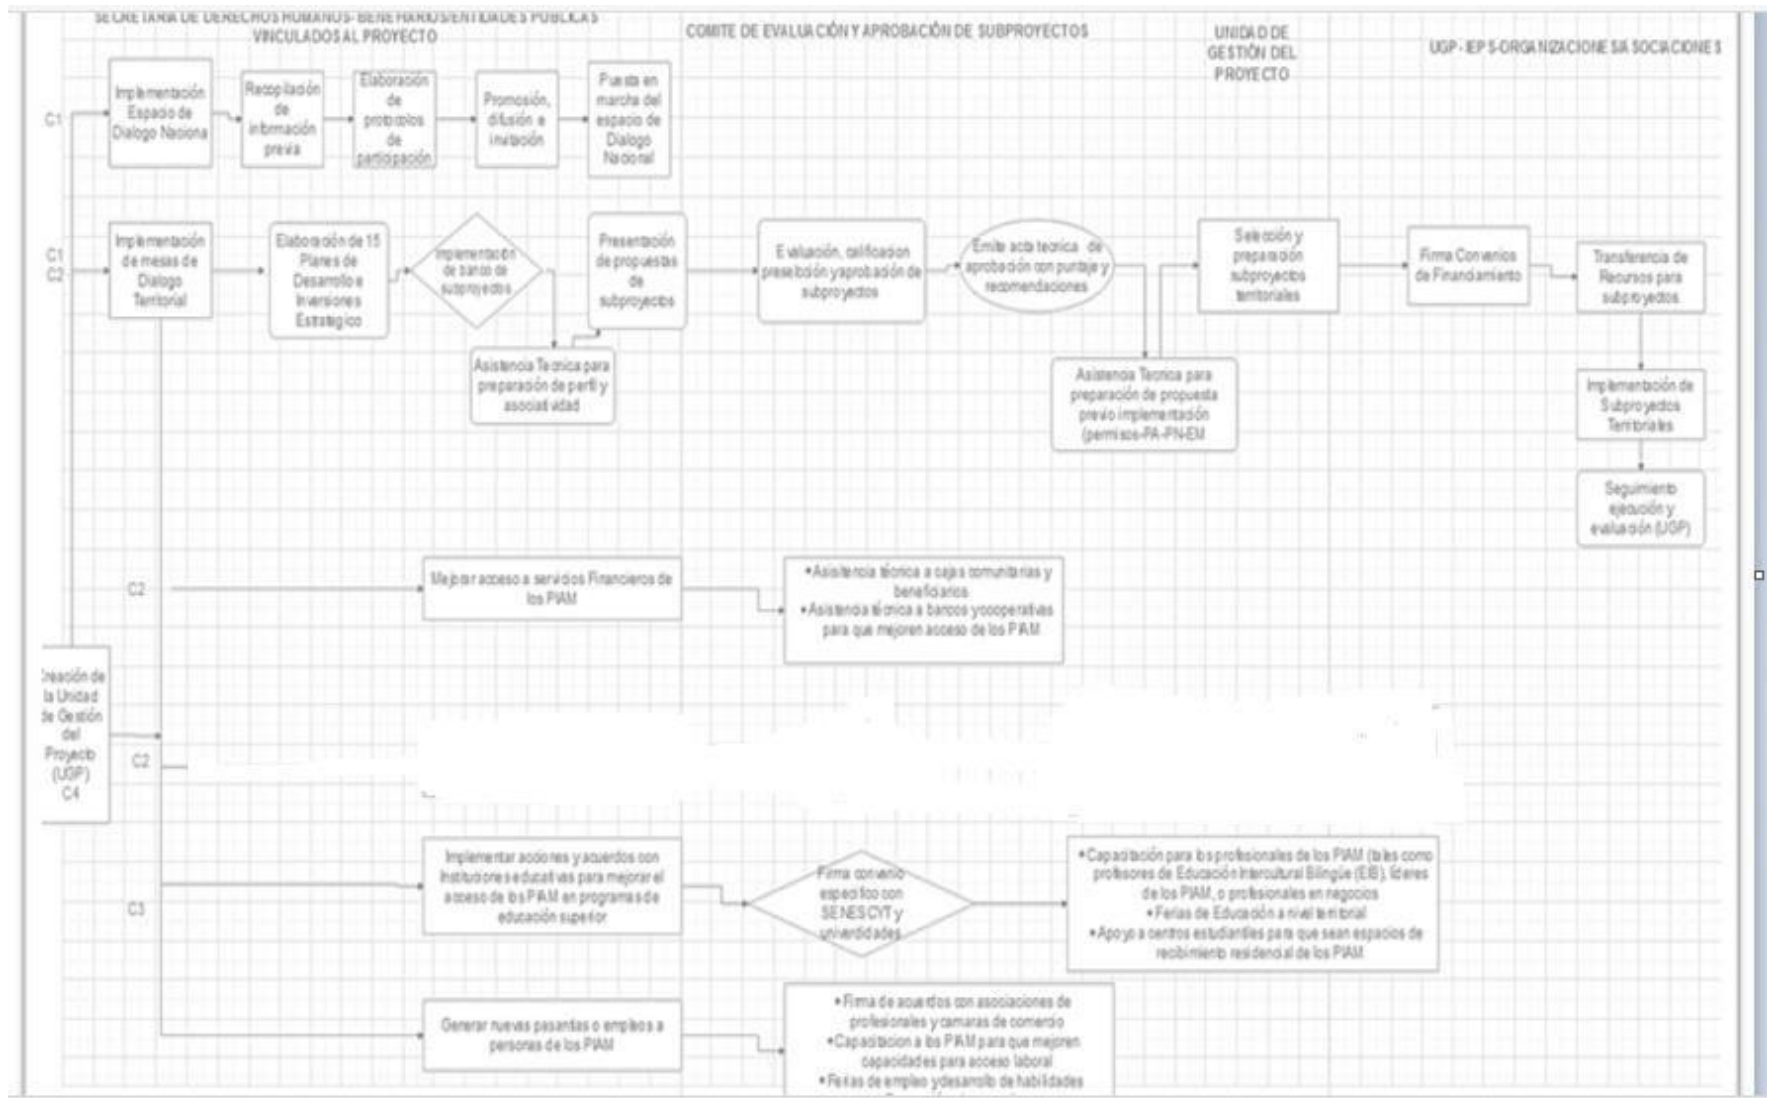 SECRETARIA DE DERECHOS HUMANOS- BENEFIARIOS/ENTIDADES PUBLICAS
VINCULADOS AL PROYECTO
COMITE DE EVALUACIÓN Y APROBACIÓN DE SUBPROYECTOS
UNIDAD DE
GESTIÓN DEL
PROYECTO
UGP- IEPS-ORGANIZACIONES/ASOCIACIONES
C1
Implementación
Espacio de
Dialogo Naciona
Recopilación
de
información
previa
Elaboración
de
protocolos
de
participación
Promosión,
difusión e
invitación
Puesta en
marcha del
espacio de
Dialogo
Nacional
C1
C2
Implementación
de mesas de
Dialogo
Territorial
Elaboración de 15
Planes de
Desarrollo e
Inversiones
Estrategico
Implementación
de banco de
subproyectos
Presentación
de propuestas
de
subproyectos
Asistencia Tecnica para
preparación de perfil y
asociatividad
Evaluación, calificacion
preselcción yaprobación de
subproyectos
Emite acta tecnica de
aprobación con puntaje y
recomendaciones
Asistencia Tecnica para
preparación de propuesta
previo implementación
(permisos-PA-PN-EM
Selección y
preparación
subproyectos
territoriales
Firma Convenios
de Financiamiento
Transferencia de
Recursos para
subproyectos.
Implementación de
Subproyectos
Territoriales
Seguimiento
ejecución y
evaluación (UGP)
C2
Mejorar acceso a servicios Financieros de
los PIAM
•Asistencia técnica a cajas comunitarias y
beneficiarios
•Asistencia técnica a bancos ycooperativas
para que mejoren acceso de los PIAM
Creación de
la Unidad
de Gestión
del
Proyecto
(UGP)
C4
C2
C3
Implementar acciones y acuerdos con
Instituciones educativas para mejorar el
acceso de los PIAM en programas de
educación superior
Firma convenio
especifico con
SENESCYT y
univerdidades
•Capacitación para los profesionales de los PIAM (tales como
profesores de Educación Intercultural Bilingüe (EIB), líderes
de los PIAM, o profesionales en negocios
•Ferias de Educación a nivel territorial
•Apoyo a centros estudiantiles para que sean espacios de
recibimiento residencial de los PIAM
Generar nuevas pasantías o empleos a
personas de los PIAM
•Firma de acuerdos con asociaciones de
profesionales y camaras de comercio
•Capacitacion a los PIAM para que mejoren
capacidades para acceso laboral
•Ferias de empleo ydesarrollo de habilidades